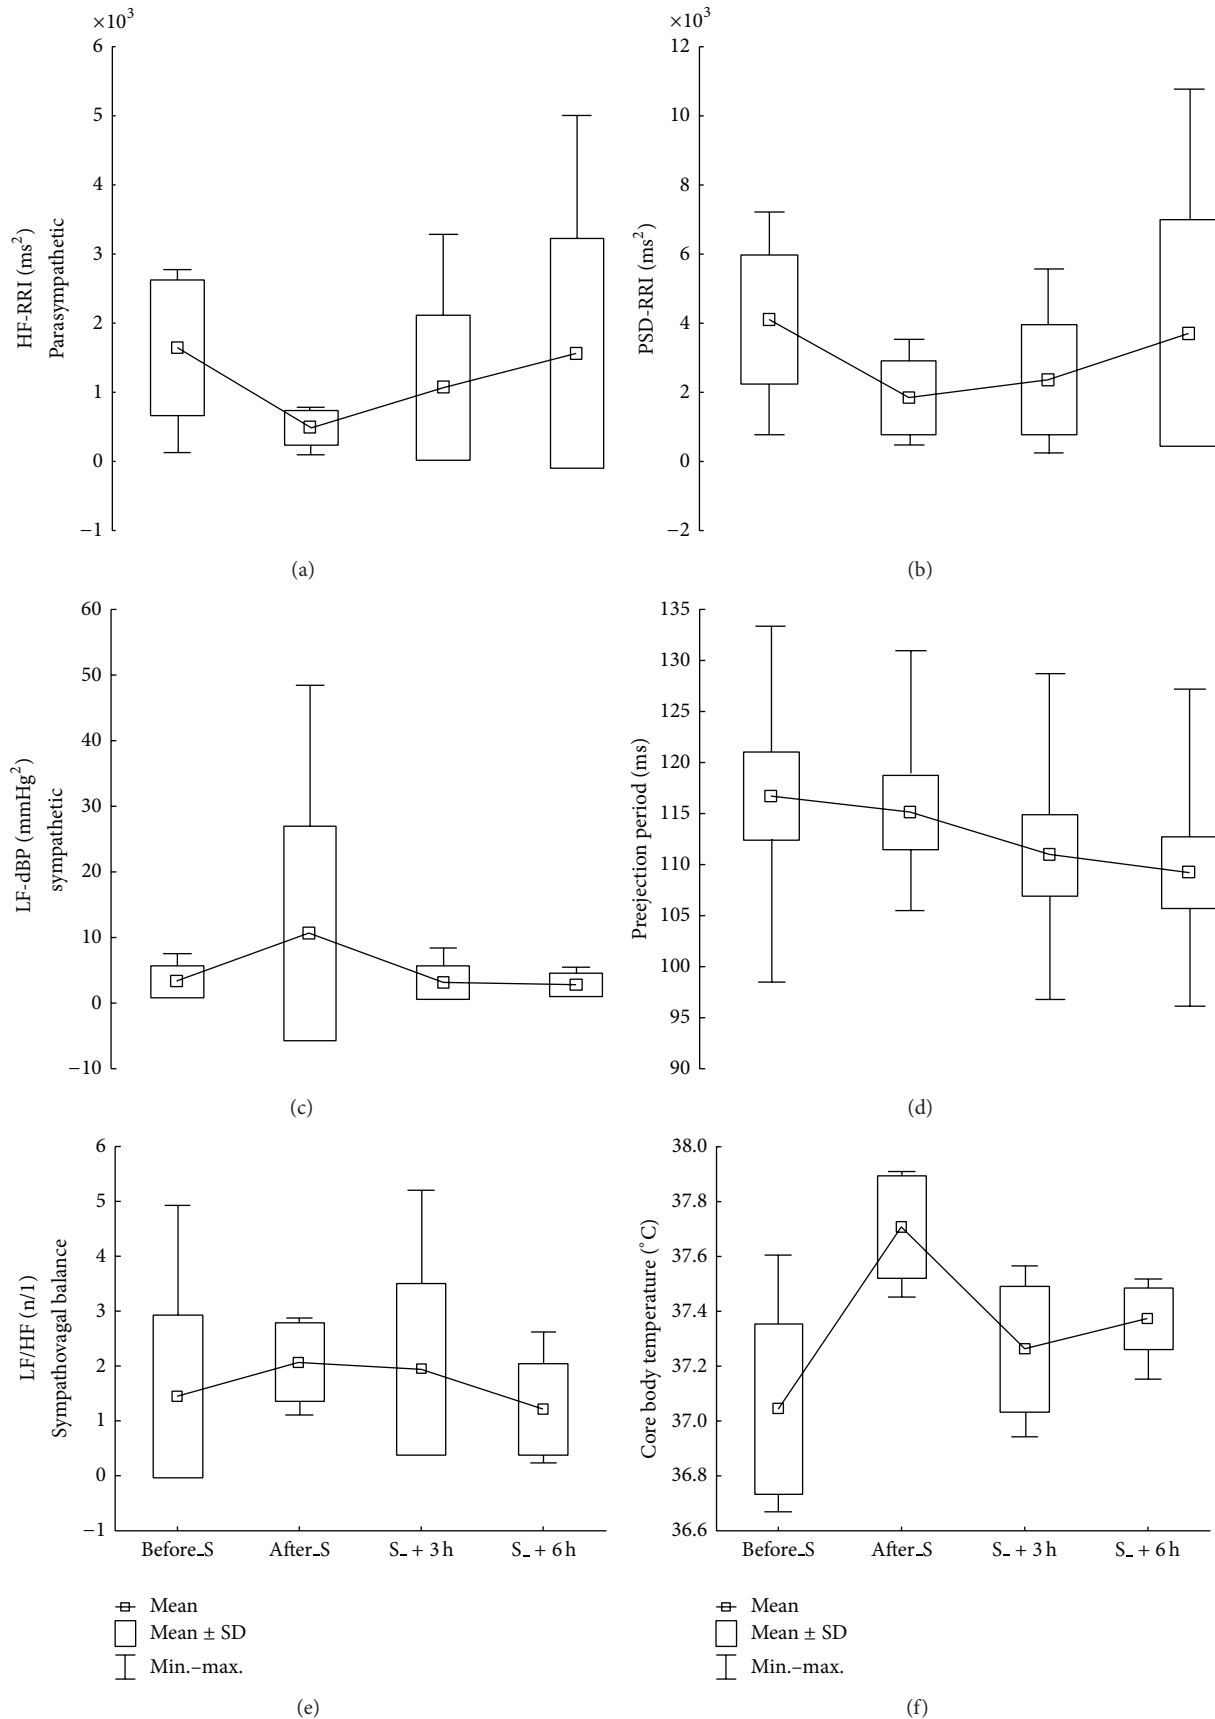 ×10³
6
5
4
3
2
1
0
−1
HF-RRI (ms²)
Parasympathetic
(a)
×10³
12
10
8
6
4
2
0
−2
PSD-RRI (ms²)
(b)
60
50
40
30
20
10
0
−10
LF-dBP (mmHg²)
sympathetic
(c)
135
130
125
120
115
110
105
100
95
90
Preejection period (ms)
(d)
6
5
4
3
2
1
0
−1
LF/HF (n/1)
Sympathovagal balance
Before_S After_S S_ + 3 h S_ + 6 h
Mean
Mean ± SD
Min.–max.
(e)
38.0
37.8
37.6
37.4
37.2
37.0
36.8
36.6
Core body temperature (°C)
Before_S After_S S_ + 3 h S_ + 6 h
Mean
Mean ± SD
Min.–max.
(f)